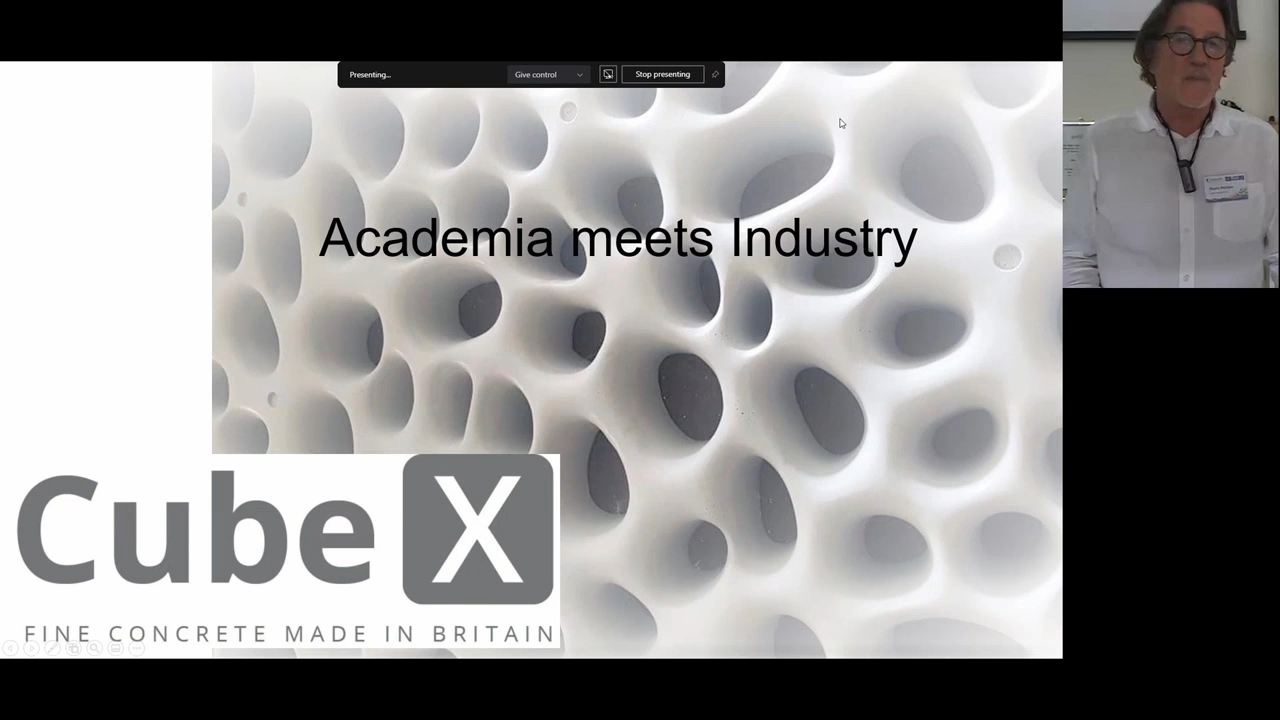 Presenting...
Give control
Stop presenting
Academia meets Industry
Cube X
FINE CONCRETE MADE IN BRITAIN